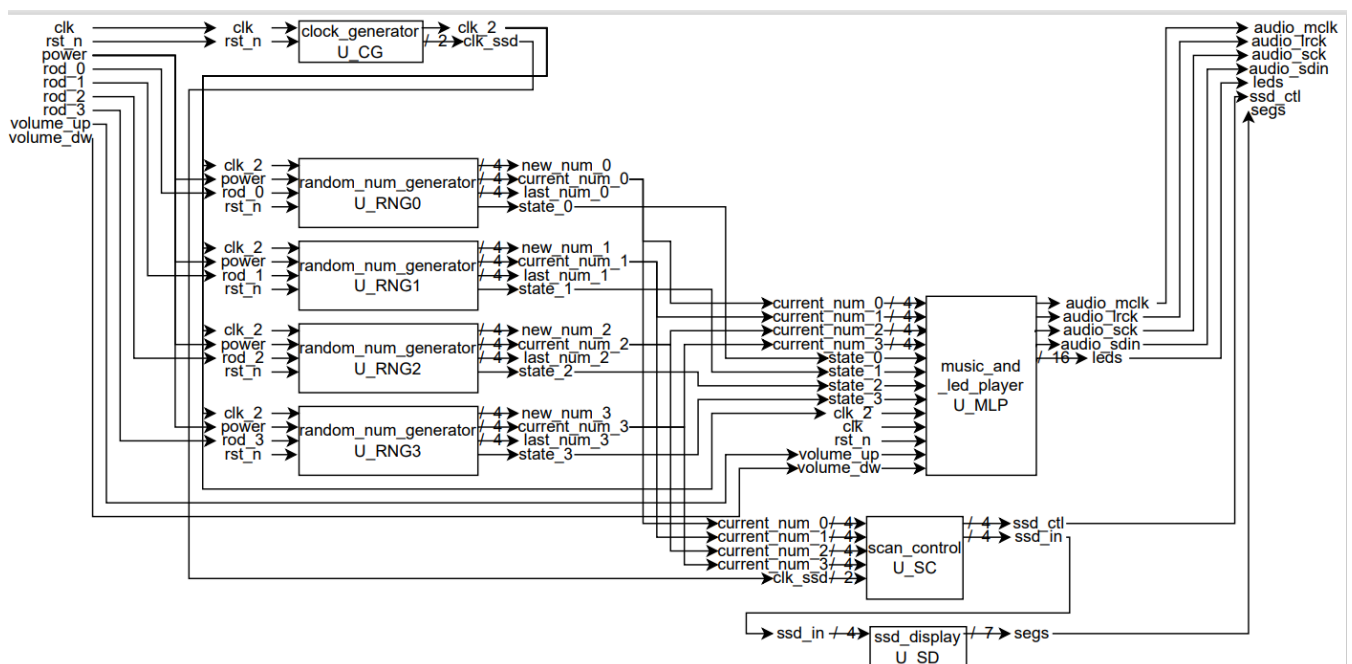 clk
rst_n
power
rod_0
rod_1
rod_2
rod_3
volume_up
volume_dw
clk
rst_n
clock_generator
U_CG
clk_2
2
clk_ssd
audio_mclk
audio_lrck
audio_sck
audio_sdin
leds
ssd_ctl
segs
clk_2
power
rod_0
rst_n
random_num_generator
U_RNG0
4 new_num_0
4 current_num_0
4 last_num_0
state_0
clk_2
power
rod_1
rst_n
random_num_generator
U_RNG1
4 new_num_1
4 current_num_1
4 last_num_1
state_1
clk_2
power
rod_2
rst_n
random_num_generator
U_RNG2
4 new_num_2
4 current_num_2
4 last_num_2
state_2
clk_2
power
rod_3
rst_n
random_num_generator
U_RNG3
4 new_num_3
4 current_num_3
4 last_num_3
state_3
current_num_0 / 4
current_num_1 / 4
current_num_2 / 4
current_num_3 / 4
state_0
state_1
state_2
state_3
clk_2
clk
rst_n
volume_up
volume_dw
music_and
_led_player
U_MLP
audio_mclk
audio_lrck
audio_sck
audio_sdin
16 leds
current_num_0 / 4
current_num_1 / 4
current_num_2 / 4
current_num_3 / 4
clk_ssd / 2
scan_control
U_SC
4 ssd_ctl
4 ssd_in
ssd_in / 4
ssd_display
U_SD
7 segs